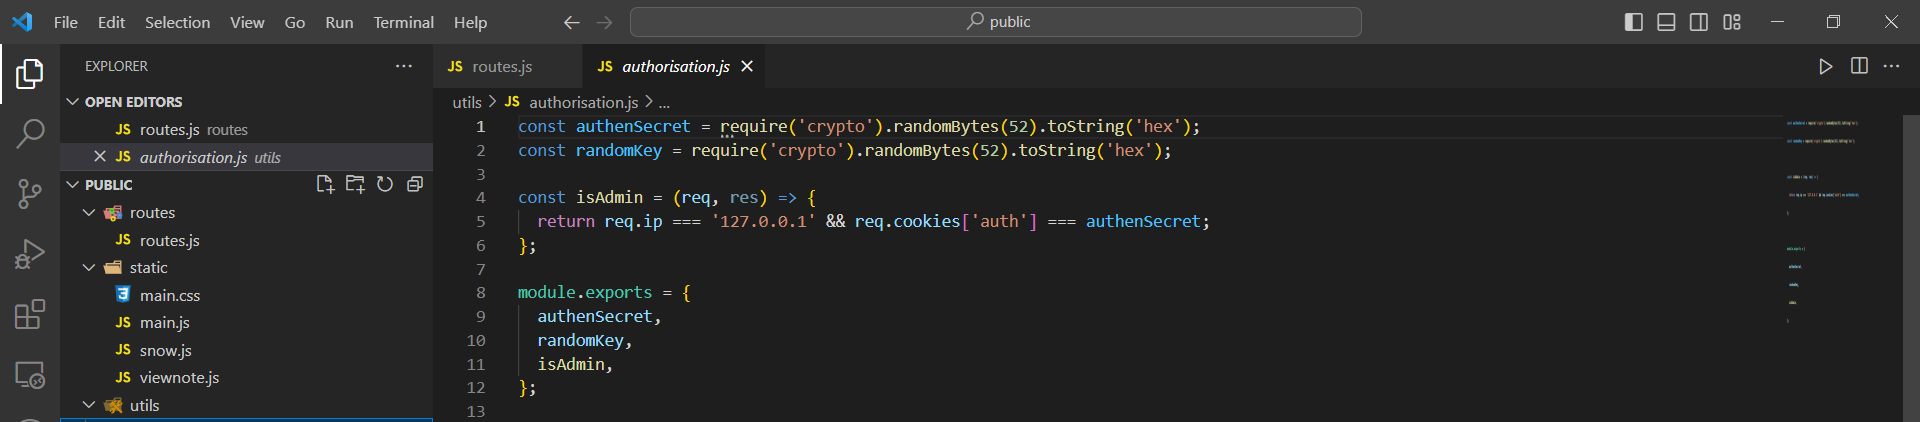 File Edit Selection View Go Run Terminal Help public
EXPLORER
OPEN EDITORS
JS routes.js routes
JS authorisation.js utils
PUBLIC
routes
JS routes.js
static
main.css
JS main.js
JS snow.js
JS viewnote.js
utils
JS routes.js JS authorisation.js
utils > JS authorisation.js > ...
1 const authenSecret = require('crypto').randomBytes(52).toString('hex');
2 const randomKey = require('crypto').randomBytes(52).toString('hex');
3
4 const isAdmin = (req, res) => {
5 return req.ip === '127.0.0.1' && req.cookies['auth'] === authenSecret;
6 };
7
8 module.exports = {
9 authenSecret,
10 randomKey,
11 isAdmin,
12 };
13